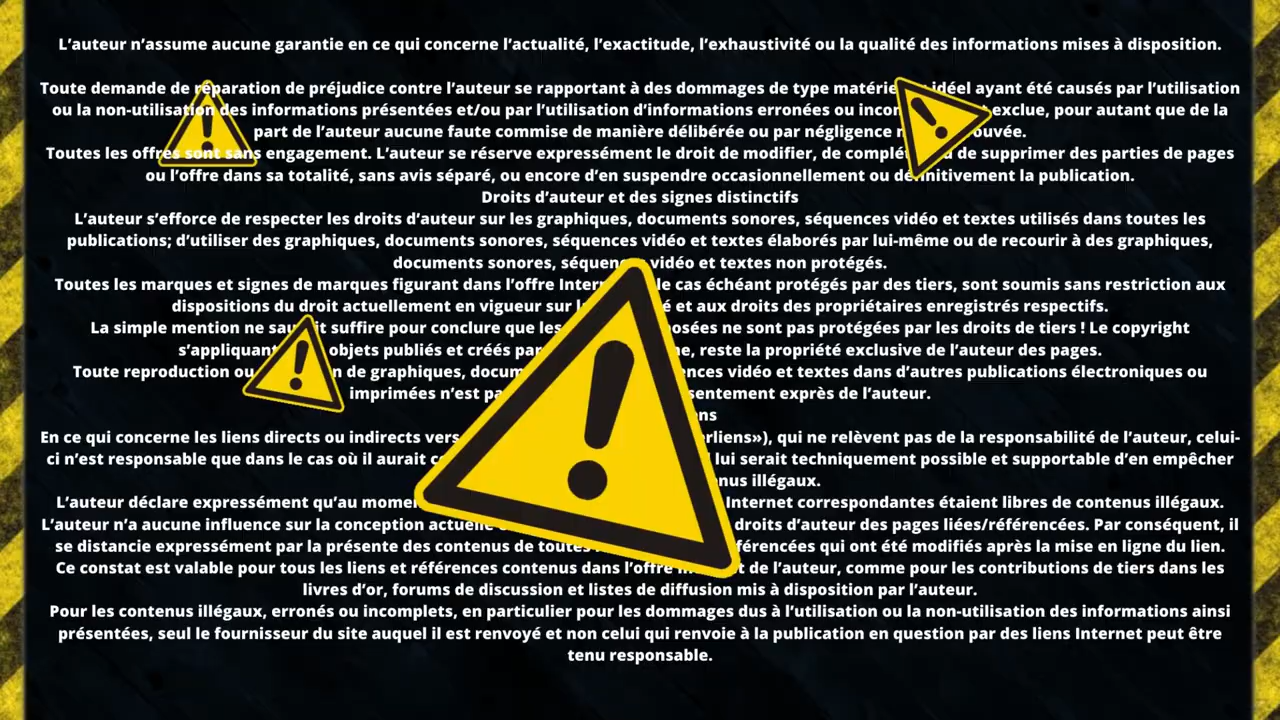 L’auteur n’assume aucune garantie en ce qui concerne l’actualité, l’exactitude, l’exhaustivité ou la qualité des informations mises à disposition.
Toute demande de réparation de préjudice contre l’auteur se rapportant à des dommages de type idéel ayant été causés par l’utilisation
ou la non-utilisation des informations présentées et/ou par l’utilisation d’informations erronées ou exclue, pour autant que de la
part de l’auteur aucune faute commise de manière délibérée ou par négligence
Toutes les offres sont sans engagement. L’auteur se réserve expressément le droit de modifier, de de supprimer des parties de pages
ou l’offre dans sa totalité, sans avis séparé, ou encore d’en suspendre occasionnellement ou définitivement la publication.
Droits d’auteur et des signes distinctifs
L’auteur s’efforce de respecter les droits d’auteur sur les graphiques, documents sonores, séquences vidéo et textes utilisés dans toutes les
publications; d’utiliser des graphiques, documents sonores, séquences vidéo et textes élaborés par lui-même ou de recourir à des graphiques,
documents sonores, séquences vidéo et textes non protégés.
Toutes les marques et signes de marques figurant dans l’offre le cas échéant protégés par des tiers, sont soumis sans restriction aux
dispositions du droit actuellement en vigueur sur et aux droits des propriétaires enregistrés respectifs.
La simple mention ne saurait suffire pour conclure que les ne sont pas protégées par les droits de tiers ! Le copyright
s’appliquant objets publiés et créés par reste la propriété exclusive de l’auteur des pages.
Toute reproduction ou de graphiques, vidéo et textes dans d’autres publications électroniques ou
imprimées n’est exprès de l’auteur.
En ce qui concerne les liens directs ou indirects vers qui ne relèvent pas de la responsabilité de l’auteur, celui-
ci n’est responsable que dans le cas où il aurait lui serait techniquement possible et supportable d’en empêcher
illégaux.
L’auteur déclare expressément qu’au Internet correspondantes étaient libres de contenus illégaux.
L’auteur n’a aucune influence sur la conception actuelle droits d’auteur des pages liées/référencées. Par conséquent, il
se distancie expressément par la présente des contenus de toutes qui ont été modifiés après la mise en ligne du lien.
Ce constat est valable pour tous les liens et références contenus dans l’offre de l’auteur, comme pour les contributions de tiers dans les
livres d’or, forums de discussion et listes de diffusion mis à disposition par l’auteur.
Pour les contenus illégaux, erronés ou incomplets, en particulier pour les dommages dus à l’utilisation ou la non-utilisation des informations ainsi
présentées, seul le fournisseur du site auquel il est renvoyé et non celui qui renvoie à la publication en question par des liens Internet peut être
tenu responsable.